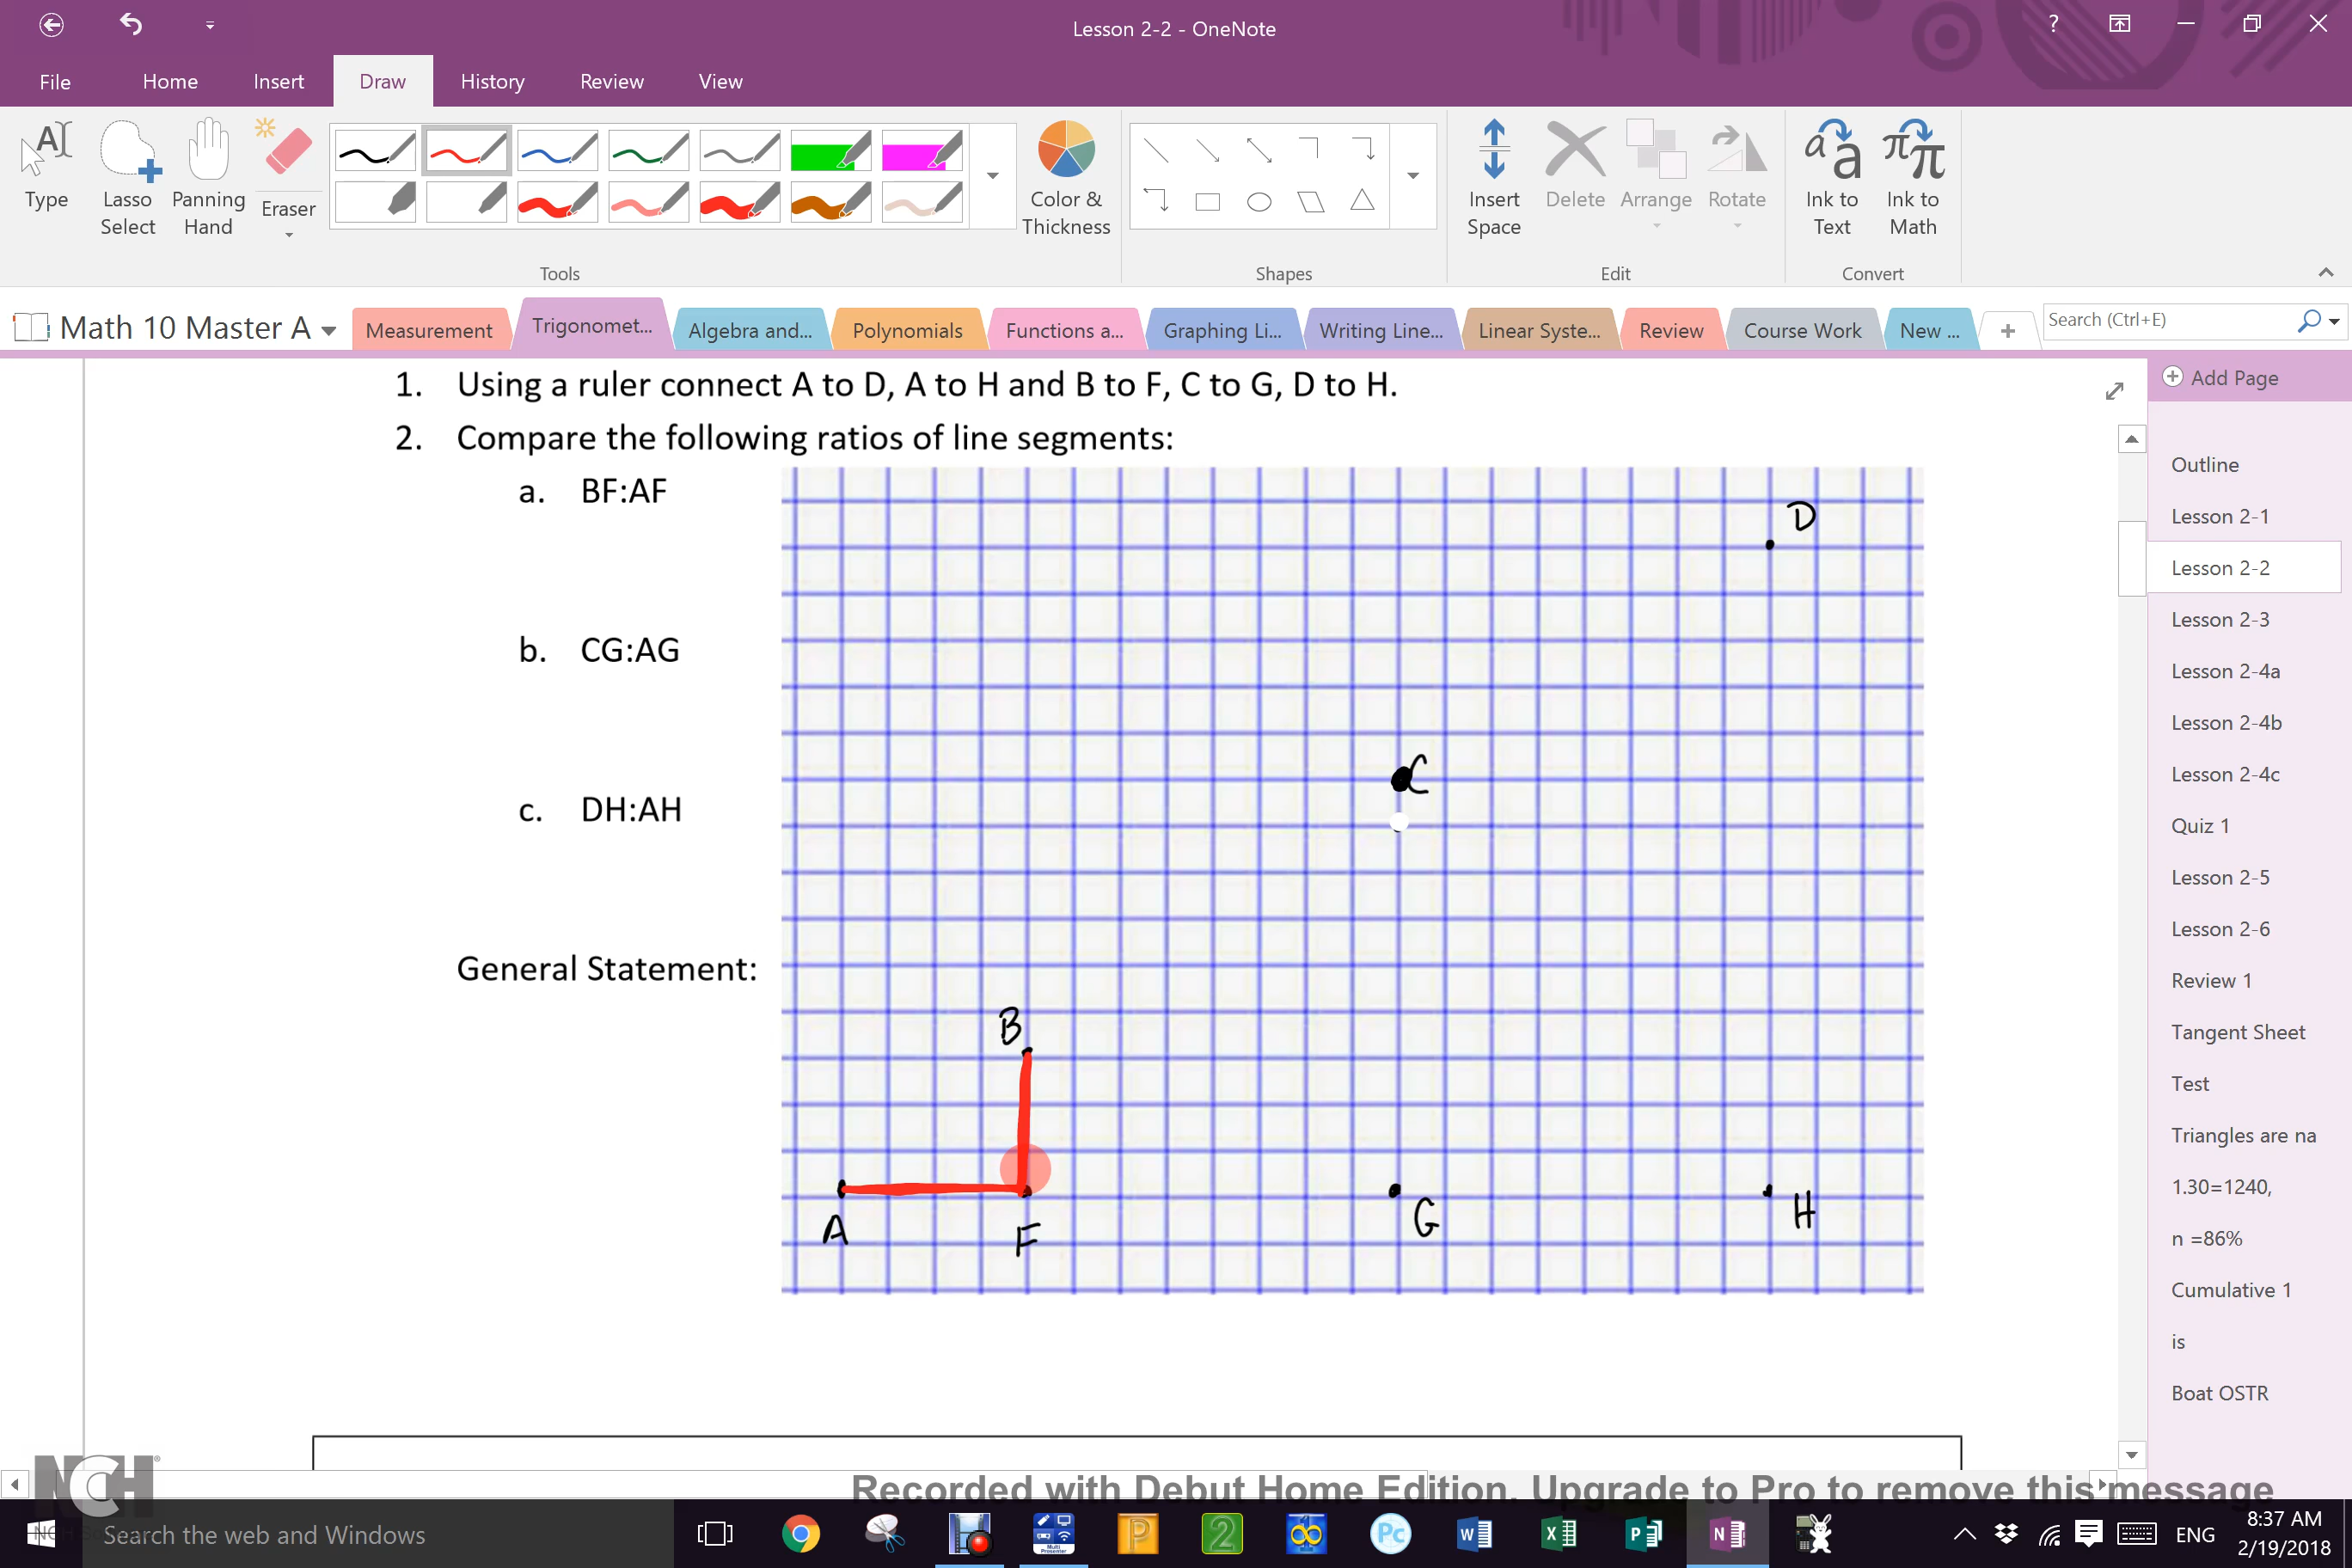 Lesson 2-2 - OneNote
?
File Home Insert Draw History Review View
Type
Lasso Select
Panning Hand
Eraser
Color & Thickness
Insert Space
Delete
Arrange
Rotate
Ink to Text
Ink to Math
Tools Shapes Edit Convert
Math 10 Master A
Measurement Trigonomet... Algebra and... Polynomials Functions a... Graphing Li... Writing Line... Linear Syste... Review Course Work New ... +
Search (Ctrl+E)
1. Using a ruler connect A to D, A to H and B to F, C to G, D to H.
2. Compare the following ratios of line segments:
a. BF:AF
b. CG:AG
c. DH:AH
General Statement:
D
C
B
A
F
G
H
Add Page
Outline
Lesson 2-1
Lesson 2-2
Lesson 2-3
Lesson 2-4a
Lesson 2-4b
Lesson 2-4c
Quiz 1
Lesson 2-5
Lesson 2-6
Review 1
Tangent Sheet
Test
Triangles are na
1.30=1240,
n =86%
Cumulative 1
is
Boat OSTR
NCH
Recorded with Debut Home Edition. Upgrade to Pro to remove this message
Search the web and Windows
ENG
8:37 AM
2/19/2018